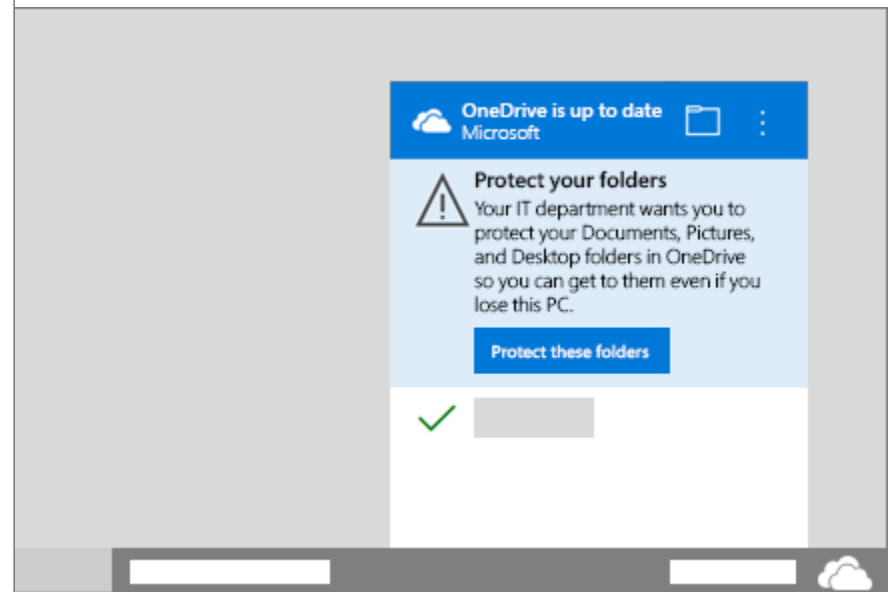 OneDrive is up to date
Microsoft
Protect your folders
Your IT department wants you to
protect your Documents, Pictures,
and Desktop folders in OneDrive
so you can get to them even if you
lose this PC.
Protect these folders